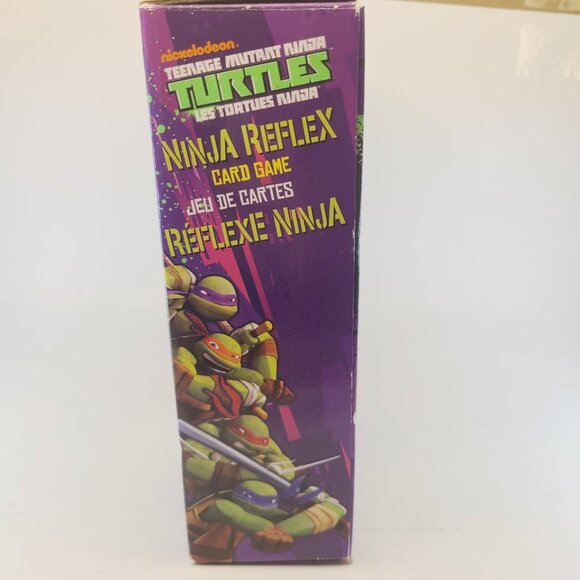 nickelodeon
TEENAGE MUTANT NINJA
TURTLES
LES TORTUES NINJA
NINJA REFLEX
CARD GAME
JEU DE CARTES
RÉFLEXE NINJA